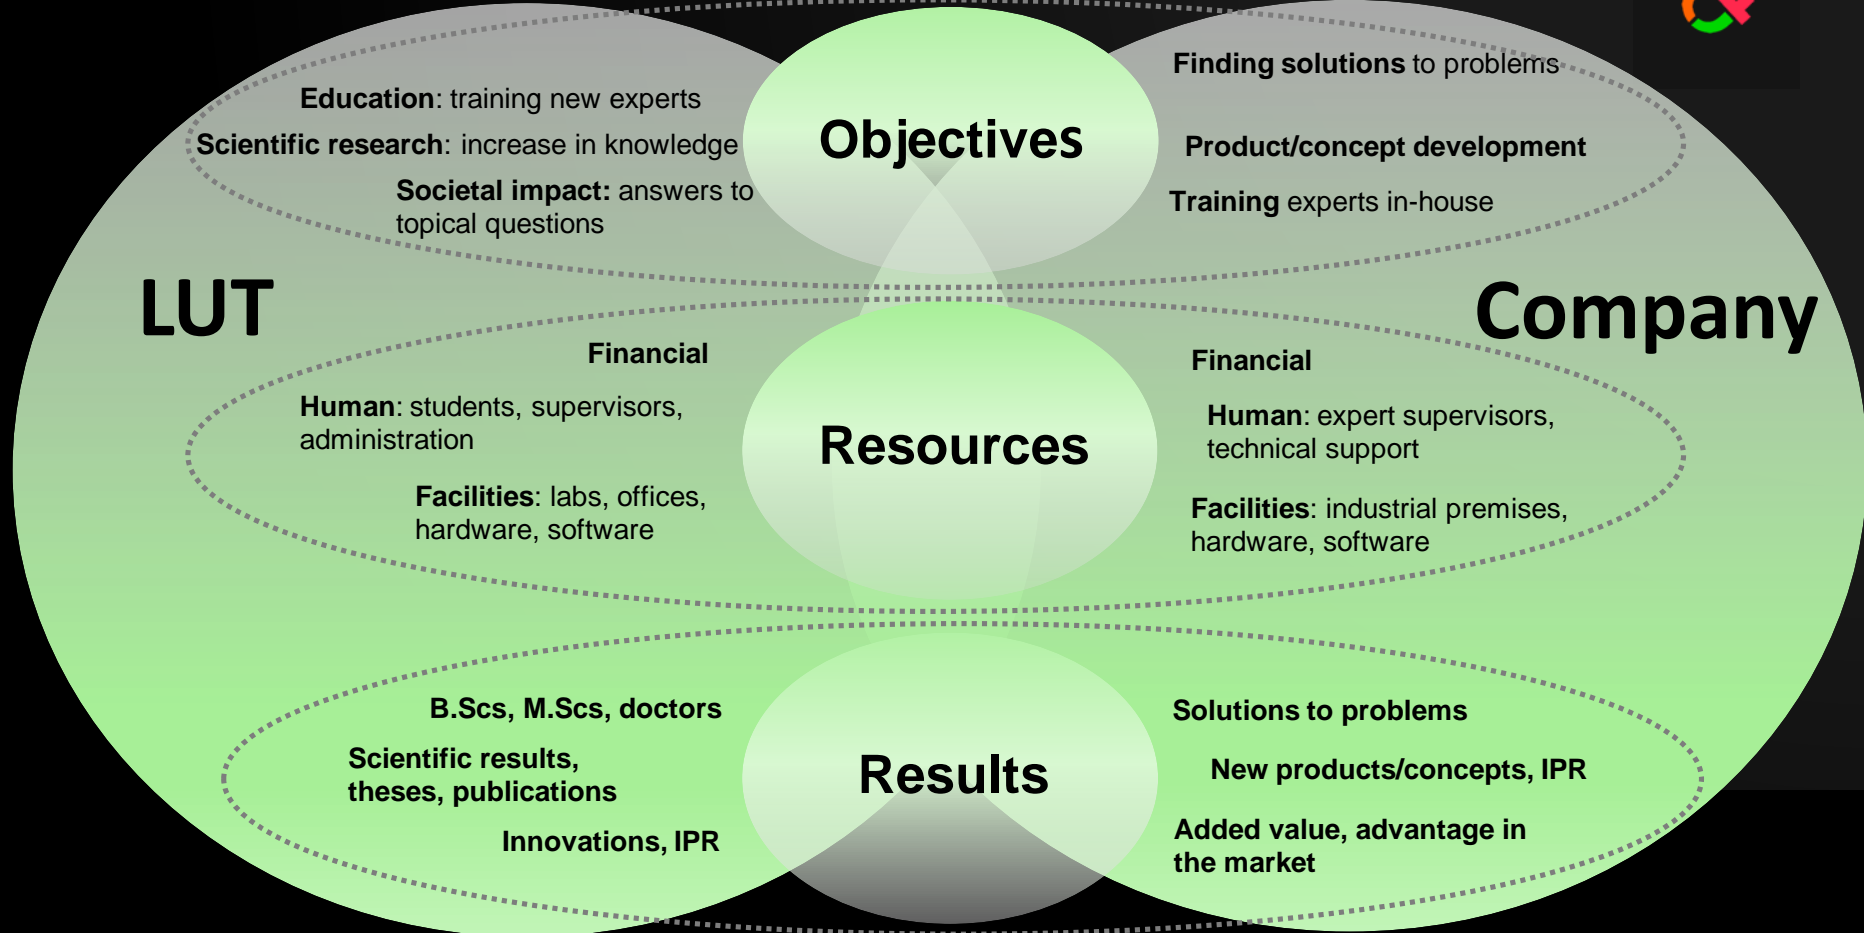 Objectives
Education: training new experts
Scientific research: increase in knowledge
Societal impact: answers to
topical questions
Finding solutions to problems
Product/concept development
Training experts in-house
LUT
Company
Resources
Financial
Human: students, supervisors,
administration
Facilities: labs, offices,
hardware, software
Financial
Human: expert supervisors,
technical support
Facilities: industrial premises,
hardware, software
Results
B.Scs, M.Scs, doctors
Scientific results,
theses, publications
Innovations, IPR
Solutions to problems
New products/concepts, IPR
Added value, advantage in
the market